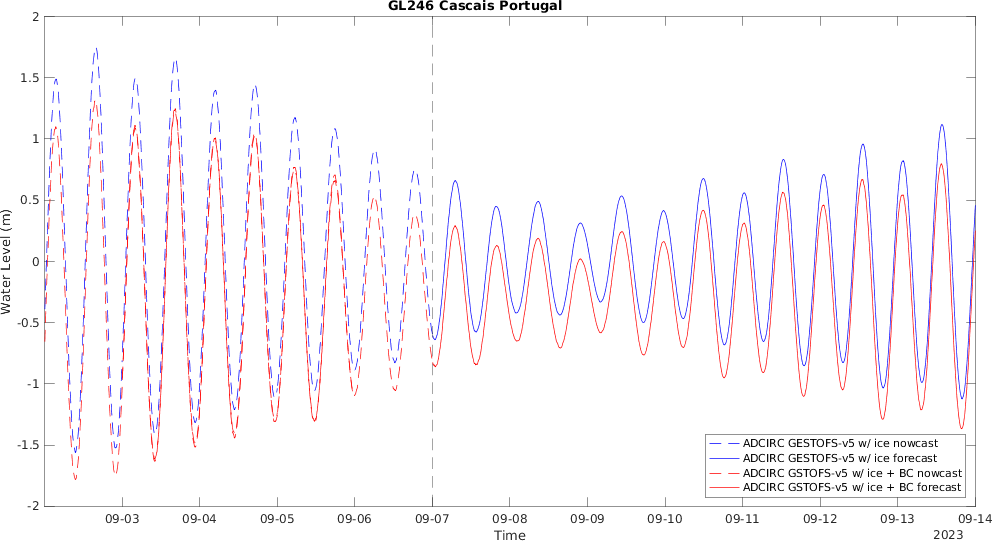 GL246 Cascais Portugal
2
1.5
1
0.5
0
-0.5
-1
-1.5
-2
Water Level (m)
ADCIRC GESTOFS-v5 w/ ice nowcast
ADCIRC GESTOFS-v5 w/ ice forecast
ADCIRC GSTOFS-v5 w/ ice + BC nowcast
ADCIRC GSTOFS-v5 w/ ice + BC forecast
09-03 09-04 09-05 09-06 09-07 09-08 09-09 09-10 09-11 09-12 09-13 09-14
Time
2023